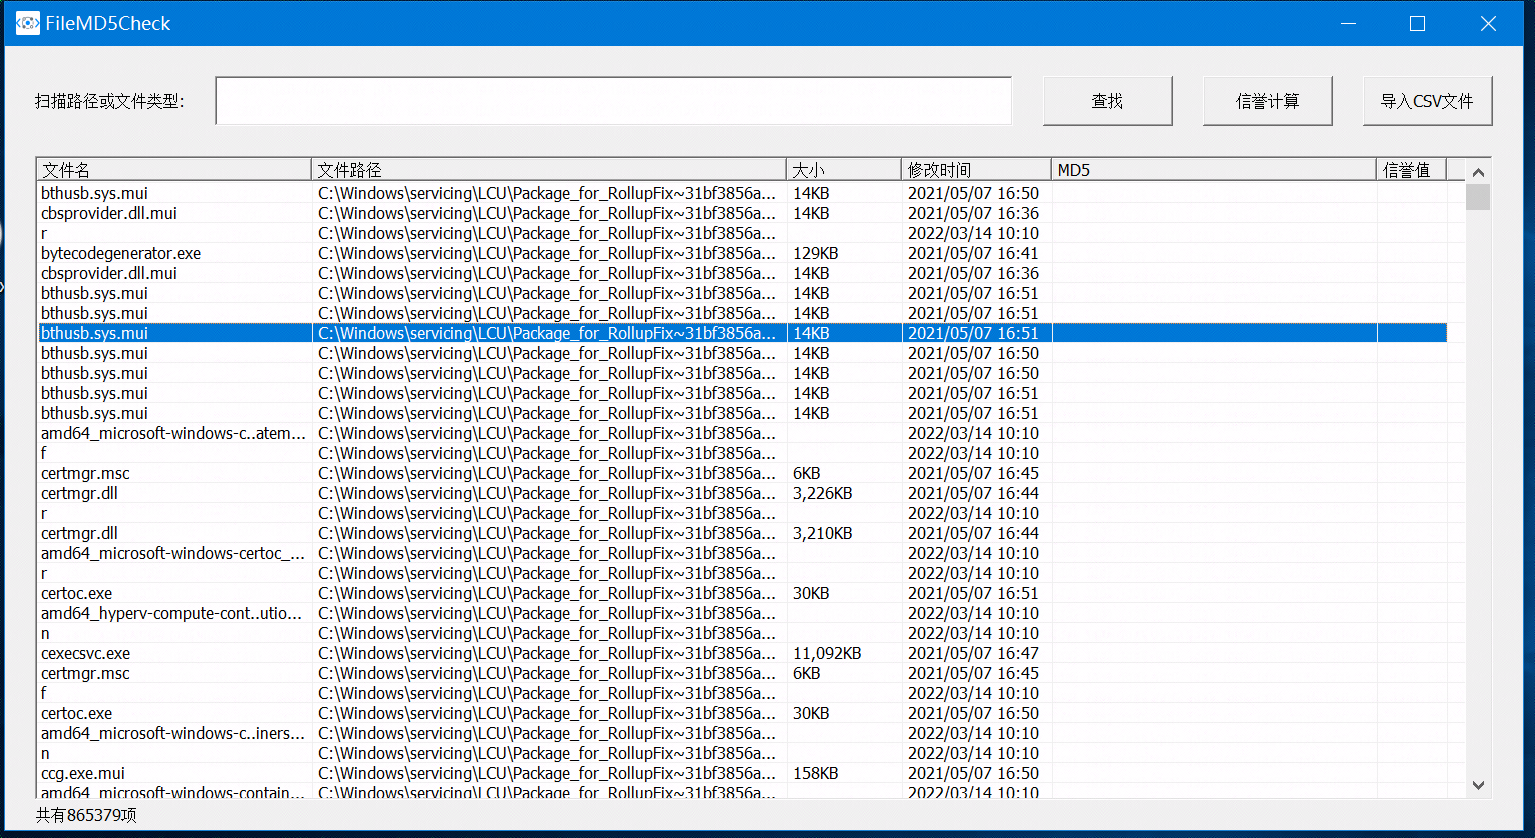 FileMD5Check
扫描路径或文件类型: 查找 信誉计算 导入CSV文件
文件名 文件路径 大小 修改时间 MD5 信誉值
bthusb.sys.mui C:\Windows\servicing\LCU\Package_for_RollupFix~31bf3856a... 14KB 2021/05/07 16:50
cbsprovider.dll.mui C:\Windows\servicing\LCU\Package_for_RollupFix~31bf3856a... 14KB 2021/05/07 16:36
r C:\Windows\servicing\LCU\Package_for_RollupFix~31bf3856a... 2022/03/14 10:10
bytecodegenerator.exe C:\Windows\servicing\LCU\Package_for_RollupFix~31bf3856a... 129KB 2021/05/07 16:41
cbsprovider.dll.mui C:\Windows\servicing\LCU\Package_for_RollupFix~31bf3856a... 14KB 2021/05/07 16:36
bthusb.sys.mui C:\Windows\servicing\LCU\Package_for_RollupFix~31bf3856a... 14KB 2021/05/07 16:51
bthusb.sys.mui C:\Windows\servicing\LCU\Package_for_RollupFix~31bf3856a... 14KB 2021/05/07 16:51
bthusb.sys.mui C:\Windows\servicing\LCU\Package_for_RollupFix~31bf3856a... 14KB 2021/05/07 16:51
bthusb.sys.mui C:\Windows\servicing\LCU\Package_for_RollupFix~31bf3856a... 14KB 2021/05/07 16:50
bthusb.sys.mui C:\Windows\servicing\LCU\Package_for_RollupFix~31bf3856a... 14KB 2021/05/07 16:50
bthusb.sys.mui C:\Windows\servicing\LCU\Package_for_RollupFix~31bf3856a... 14KB 2021/05/07 16:51
bthusb.sys.mui C:\Windows\servicing\LCU\Package_for_RollupFix~31bf3856a... 14KB 2021/05/07 16:51
amd64_microsoft-windows-c..atem... C:\Windows\servicing\LCU\Package_for_RollupFix~31bf3856a... 2022/03/14 10:10
f C:\Windows\servicing\LCU\Package_for_RollupFix~31bf3856a... 2022/03/14 10:10
certmgr.msc C:\Windows\servicing\LCU\Package_for_RollupFix~31bf3856a... 6KB 2021/05/07 16:45
certmgr.dll C:\Windows\servicing\LCU\Package_for_RollupFix~31bf3856a... 3,226KB 2021/05/07 16:44
r C:\Windows\servicing\LCU\Package_for_RollupFix~31bf3856a... 2022/03/14 10:10
certmgr.dll C:\Windows\servicing\LCU\Package_for_RollupFix~31bf3856a... 3,210KB 2021/05/07 16:44
amd64_microsoft-windows-certoc_... C:\Windows\servicing\LCU\Package_for_RollupFix~31bf3856a... 2022/03/14 10:10
r C:\Windows\servicing\LCU\Package_for_RollupFix~31bf3856a... 2022/03/14 10:10
certoc.exe C:\Windows\servicing\LCU\Package_for_RollupFix~31bf3856a... 30KB 2021/05/07 16:51
amd64_hyperv-compute-cont..utio... C:\Windows\servicing\LCU\Package_for_RollupFix~31bf3856a... 2022/03/14 10:10
n C:\Windows\servicing\LCU\Package_for_RollupFix~31bf3856a... 2022/03/14 10:10
cexecsvc.exe C:\Windows\servicing\LCU\Package_for_RollupFix~31bf3856a... 11,092KB 2021/05/07 16:47
certmgr.msc C:\Windows\servicing\LCU\Package_for_RollupFix~31bf3856a... 6KB 2021/05/07 16:45
f C:\Windows\servicing\LCU\Package_for_RollupFix~31bf3856a... 2022/03/14 10:10
certoc.exe C:\Windows\servicing\LCU\Package_for_RollupFix~31bf3856a... 30KB 2021/05/07 16:50
amd64_microsoft-windows-c..iners... C:\Windows\servicing\LCU\Package_for_RollupFix~31bf3856a... 2022/03/14 10:10
n C:\Windows\servicing\LCU\Package_for_RollupFix~31bf3856a... 2022/03/14 10:10
ccg.exe.mui C:\Windows\servicing\LCU\Package_for_RollupFix~31bf3856a... 158KB 2021/05/07 16:50
amd64_microsoft-windows-contain... C:\Windows\servicing\LCU\Package_for_RollupFix~31bf3856a... 2022/03/14 10:10
共有865379项